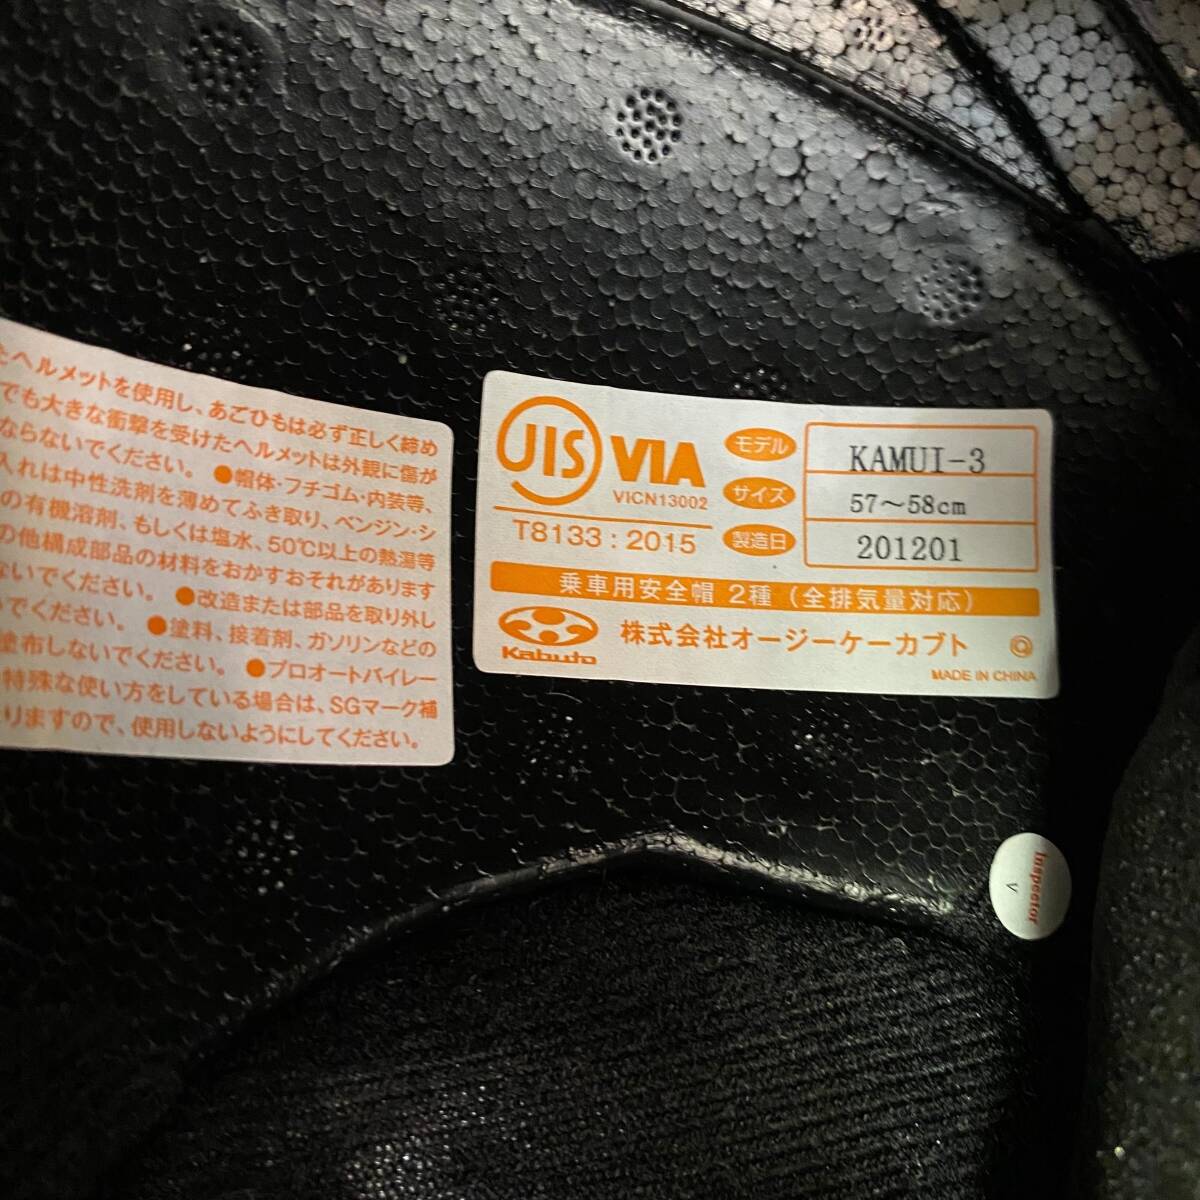 ヘルメットを使用し、あごひもは必ず正しく締め
でも大きな衝撃を受けたヘルメットは外観に傷が
ならないでください。 ●帽体・フチゴム・内装等、
入れは中性洗剤を薄めてふき取り、ベンジン・シ
の有機溶剤、もしくは塩水、50℃以上の熱湯等
の他構成部品の材料をおかすおそれがあります
ないでください。 ●改造または部品を取り外し
いでください。 ●塗料、接着剤、ガソリンなどの
塗布しないでください。 ●プロオートバイレー
特殊な使い方をしている場合は、SGマーク補
りますので、使用しないようにしてください。
JIS VIA
VICN13002
T8133 : 2015
モデル KAMUI-3
サイズ 57～58cm
製造日 201201
乗車用安全帽 2種 (全排気量対応)
Kabuto 株式会社オージーケーカブト
MADE IN CHINA
Inspector
V